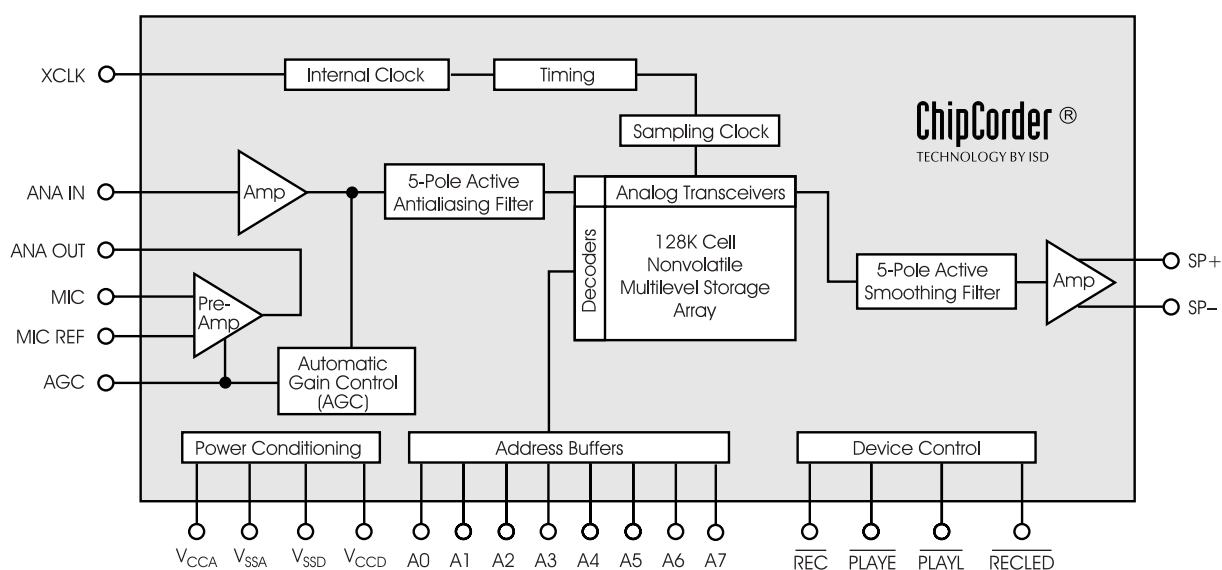 XCLK
Internal Clock
Timing
Sampling Clock
ChipCorder ®
TECHNOLOGY BY ISD
ANA IN
Amp
5-Pole Active
Antialiasing Filter
Analog Transceivers
Decoders
128K Cell
Nonvolatile
Multilevel Storage
Array
ANA OUT
MIC
Pre-
Amp
MIC REF
AGC
Automatic
Gain Control
(AGC)
5-Pole Active
Smoothing Filter
Amp
SP+
SP–
Power Conditioning
Address Buffers
Device Control
VCCA VSSA VSSD VCCD A0 A1 A2 A3 A4 A5 A6 A7 REC PLAYE PLAYL RECLED